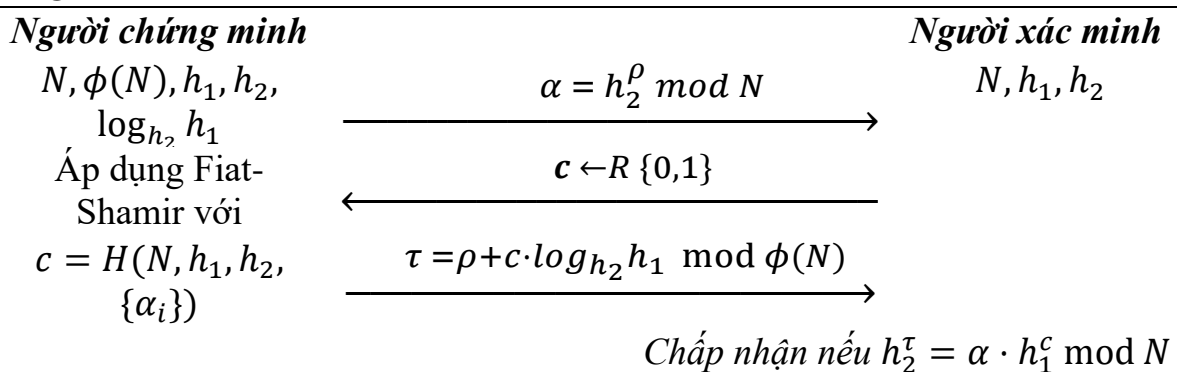 Người chứng minh
Người xác minh
N, ϕ(N), h₁, h₂,
α = h₂^ρ mod N
N, h₁, h₂
log_{h₂} h₁
Áp dụng Fiat-
c ←R {0,1}
Shamir với
c = H(N, h₁, h₂,
τ =ρ+c·log_{h₂}h₁ mod ϕ(N)
{αᵢ})
Chấp nhận nếu h₂^τ = α · h₁^c mod N